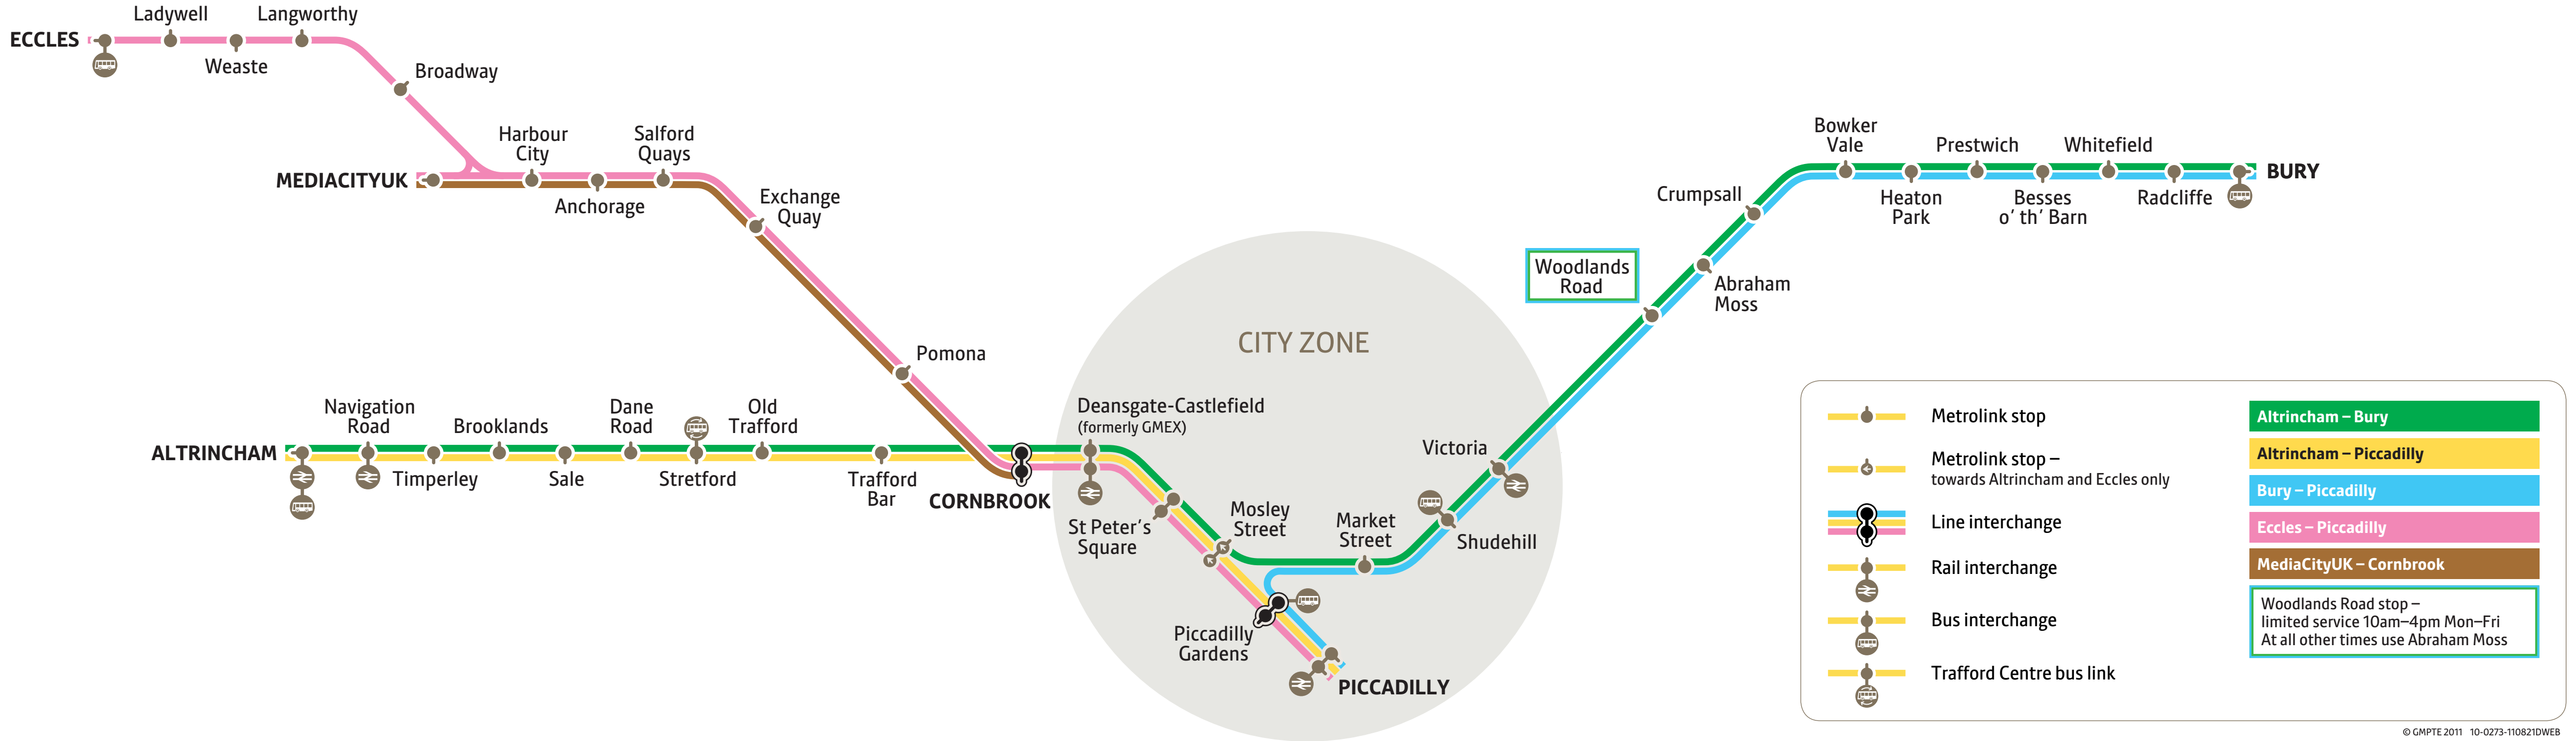 Ladywell
Langworthy
ECCLES
Weaste
Broadway
Harbour
City
Salford
Quays
MEDIACITYUK
Anchorage
Exchange
Quay
Pomona
Navigation
Road
Brooklands
Dane
Road
Old
Trafford
ALTRINCHAM
Timperley
Sale
Stretford
Trafford
Bar
CORNBROOK
CITY ZONE
Deansgate-Castlefield
(formerly GMEX)
St Peter’s
Square
Mosley
Street
Market
Street
Piccadilly
Gardens
PICCADILLY
Shudehill
Victoria
Woodlands
Road
Abraham
Moss
Crumpsall
Bowker
Vale
Heaton
Park
Prestwich
Besses
o’ th’ Barn
Whitefield
Radcliffe
BURY
Metrolink stop
Metrolink stop –
towards Altrincham and Eccles only
Line interchange
Rail interchange
Bus interchange
Trafford Centre bus link
Altrincham – Bury
Altrincham – Piccadilly
Bury – Piccadilly
Eccles – Piccadilly
MediaCityUK – Cornbrook
Woodlands Road stop –
limited service 10am–4pm Mon–Fri
At all other times use Abraham Moss
© GMPTE 2011 10-0273-110821DWEB